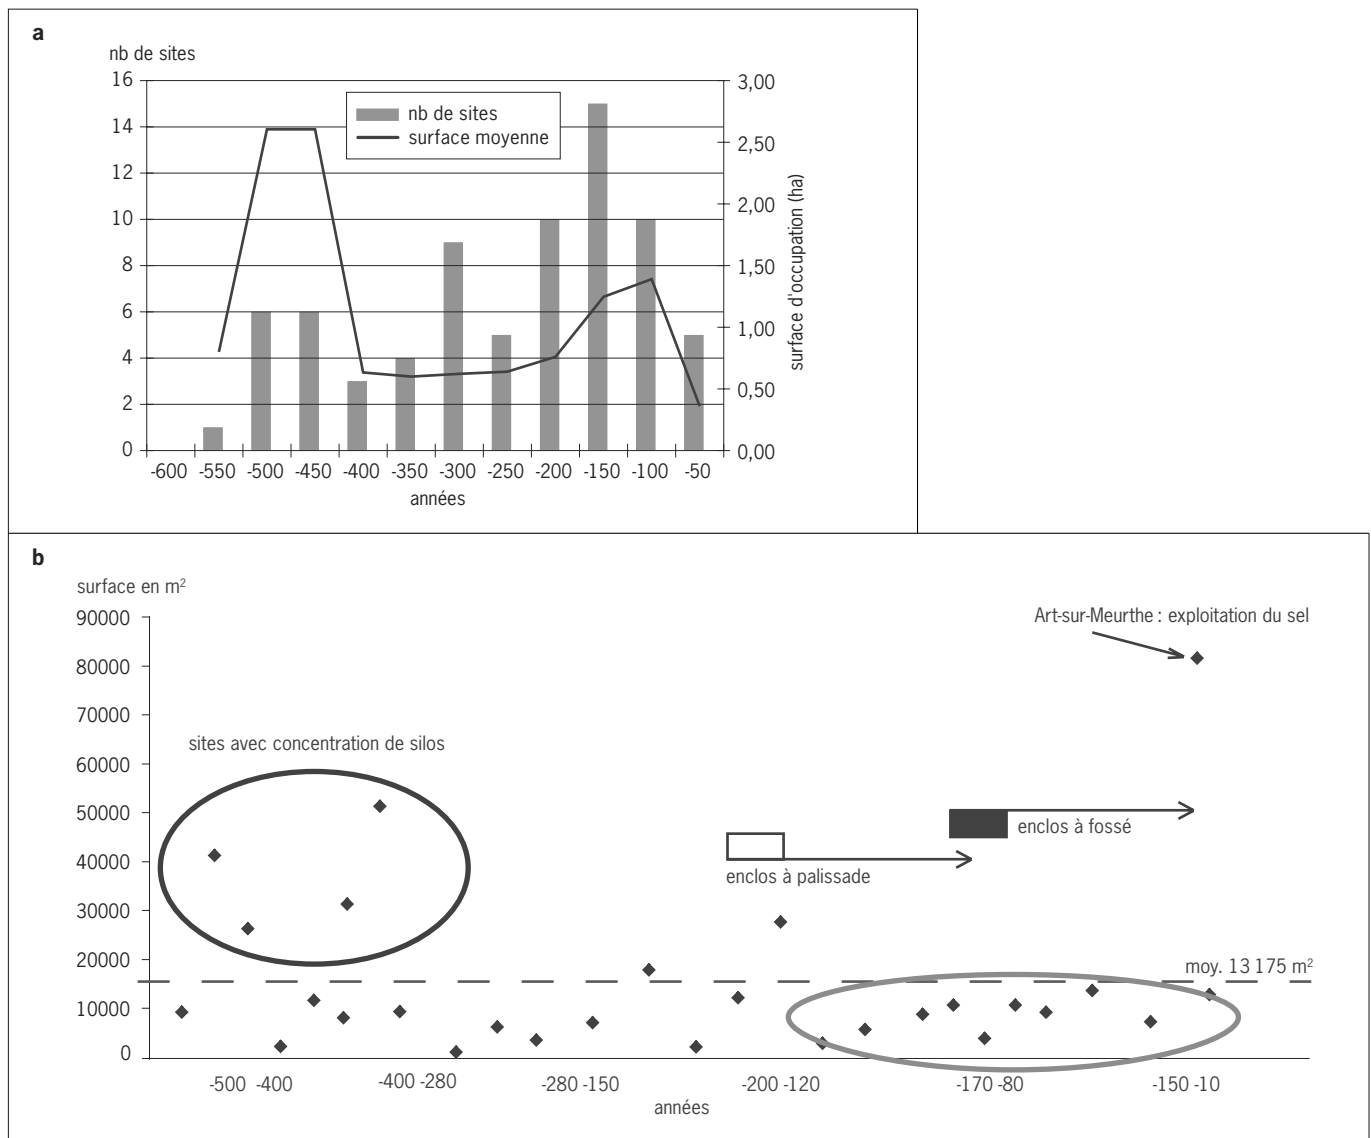 a
nb de sites
16
14
12
10
8
6
4
2
0
3,00
2,50
2,00
1,50
1,00
0,50
0,00
surface d'occupation (ha)
nb de sites
surface moyenne
-600 -550 -500 -450 -400 -350 -300 -250 -200 -150 -100 -50
années
b
surface en m²
90000
80000
70000
60000
50000
40000
30000
20000
10000
0
Art-sur-Meurthe : exploitation du sel
sites avec concentration de silos
enclos à fossé
enclos à palissade
moy. 13 175 m²
-500 -400 -400 -280 -280 -150 -200 -120 -170 -80 -150 -10
années